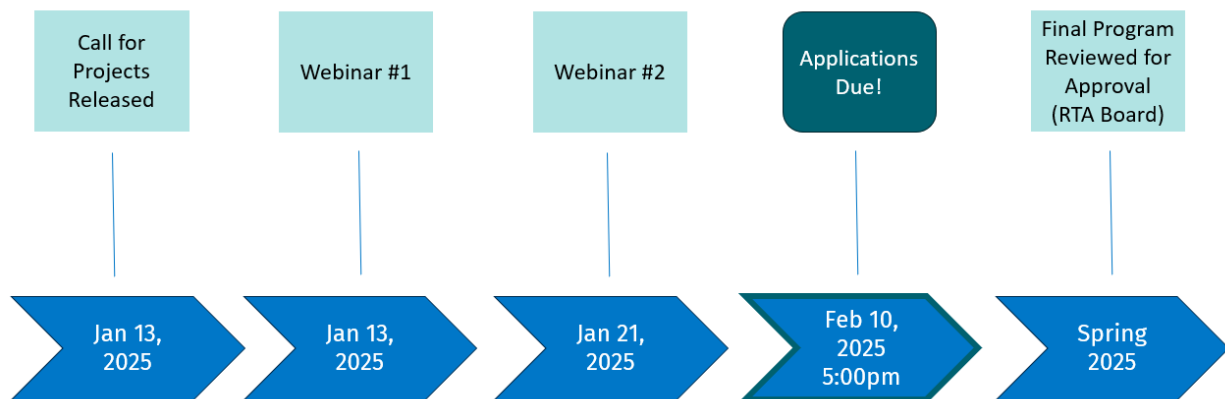 Call for
Projects
Released
Webinar #1
Webinar #2
Applications
Due!
Final Program
Reviewed for
Approval
(RTA Board)
Jan 13,
2025
Jan 13,
2025
Jan 21,
2025
Feb 10,
2025
5:00pm
Spring
2025